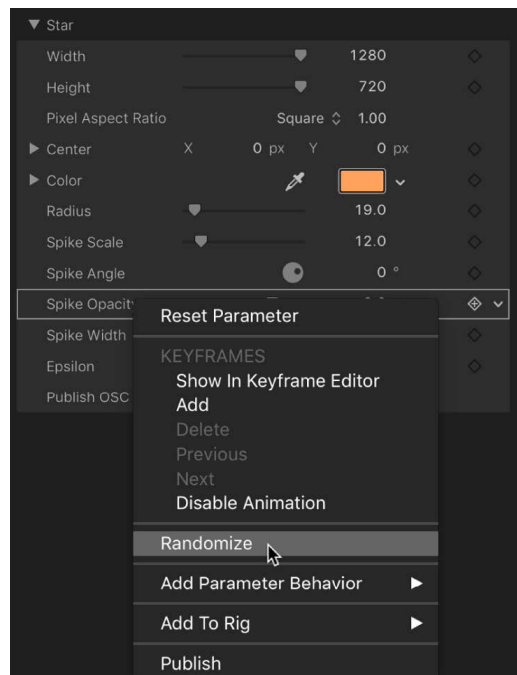 Star
Width 1280
Height 720
Pixel Aspect Ratio Square 1.00
Center X 0 px Y 0 px
Color
Radius 19.0
Spike Scale 12.0
Spike Angle 0 °
Spike Opacity
Reset Parameter
Spike Width
KEYFRAMES
Epsilon
Show In Keyframe Editor
Publish OSC
Add
Delete
Previous
Next
Disable Animation
Randomize
Add Parameter Behavior
Add To Rig
Publish